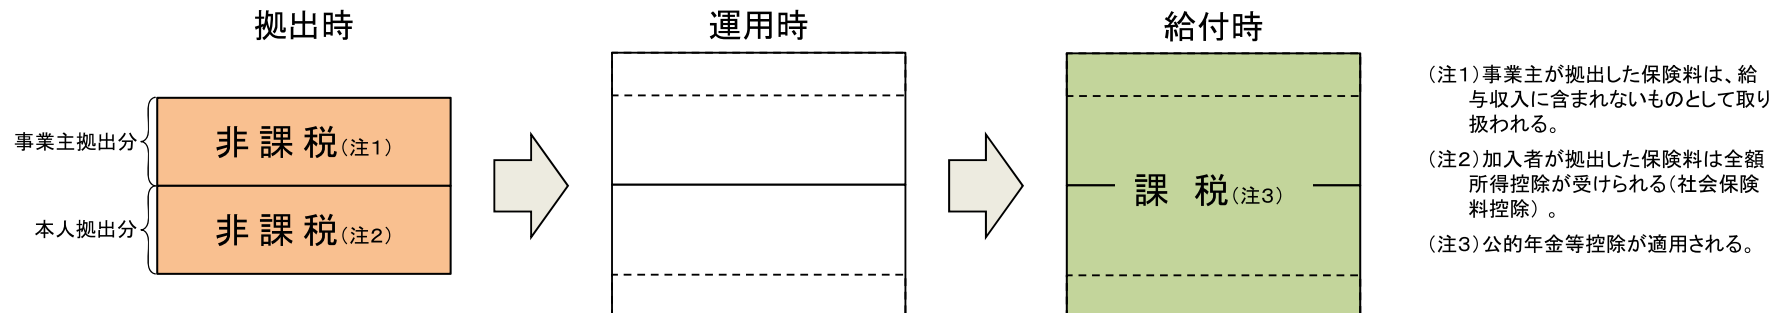 拠出時
運用時
給付時
事業主拠出分
非課税(注1)
本人拠出分
非課税(注2)
課 税(注3)
(注1)事業主が拠出した保険料は、給
与収入に含まれないものとして取り
扱われる。
(注2)加入者が拠出した保険料は全額
所得控除が受けられる(社会保険
料控除) 。
(注3)公的年金等控除が適用される。